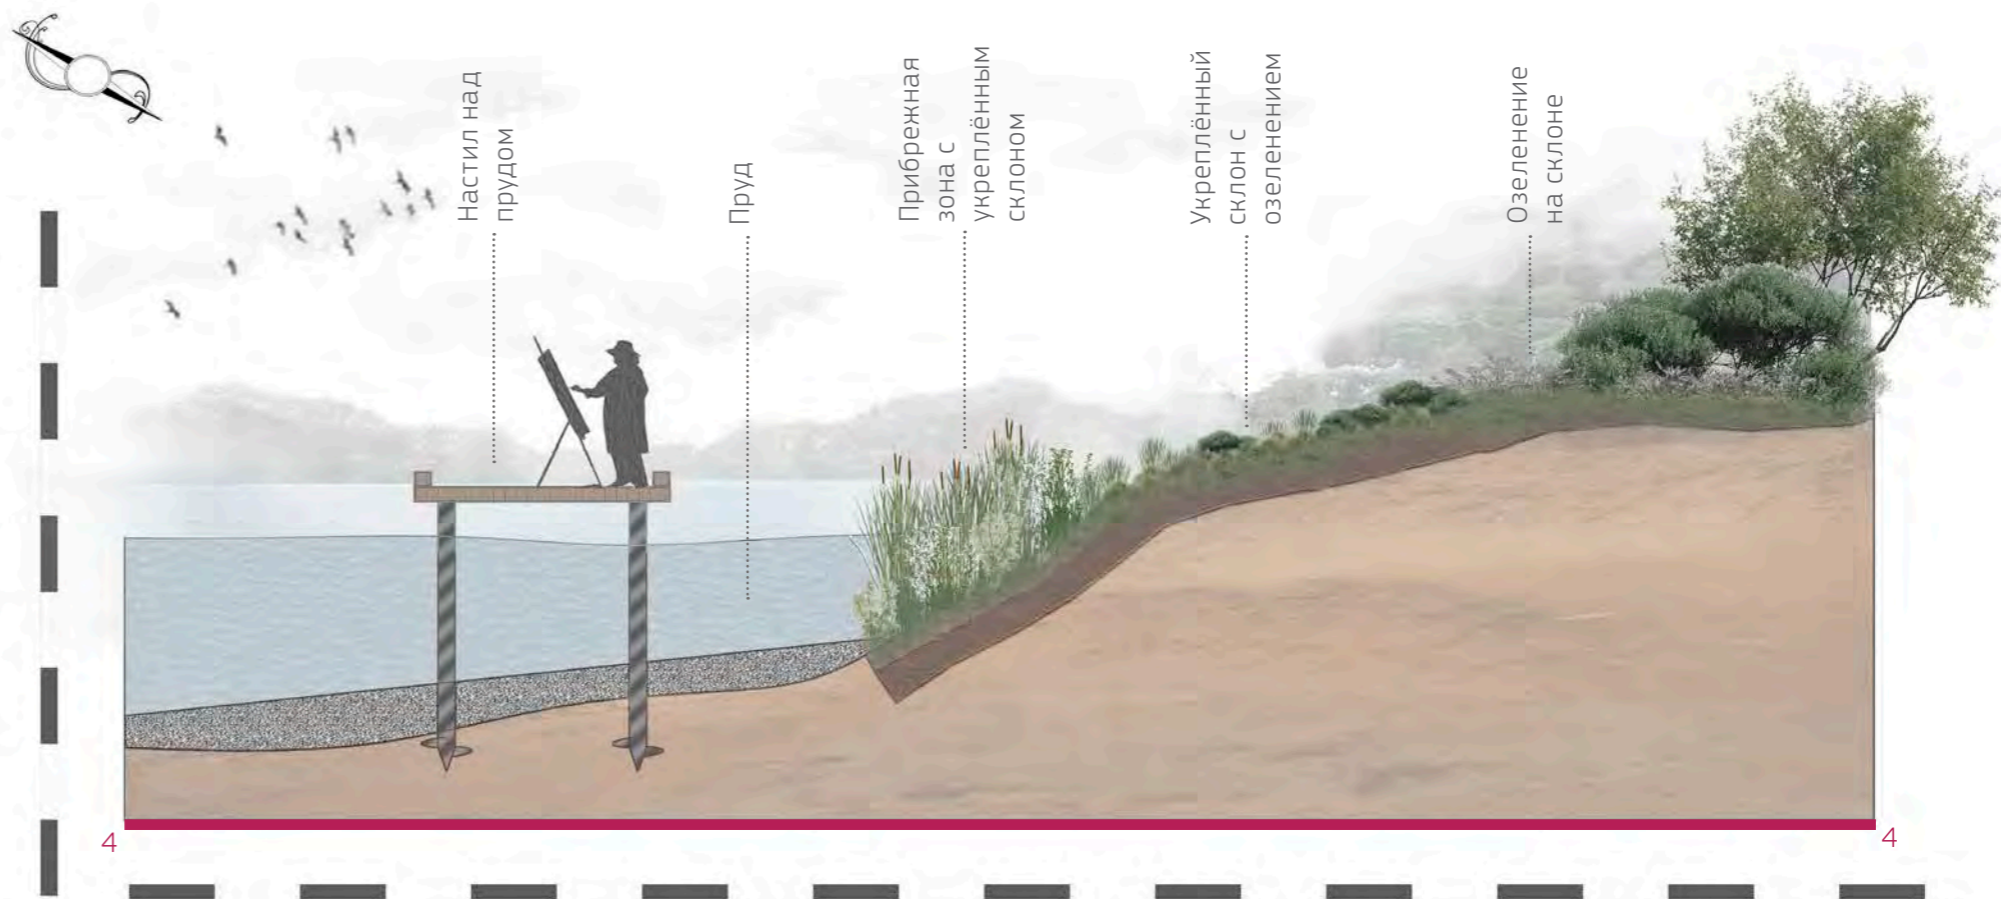 Настил над
прудом
Пруд
Прибрежная
зона с
укреплённым
склоном
Укреплённый
склон с
озеленением
Озеленение
на склоне
4
4